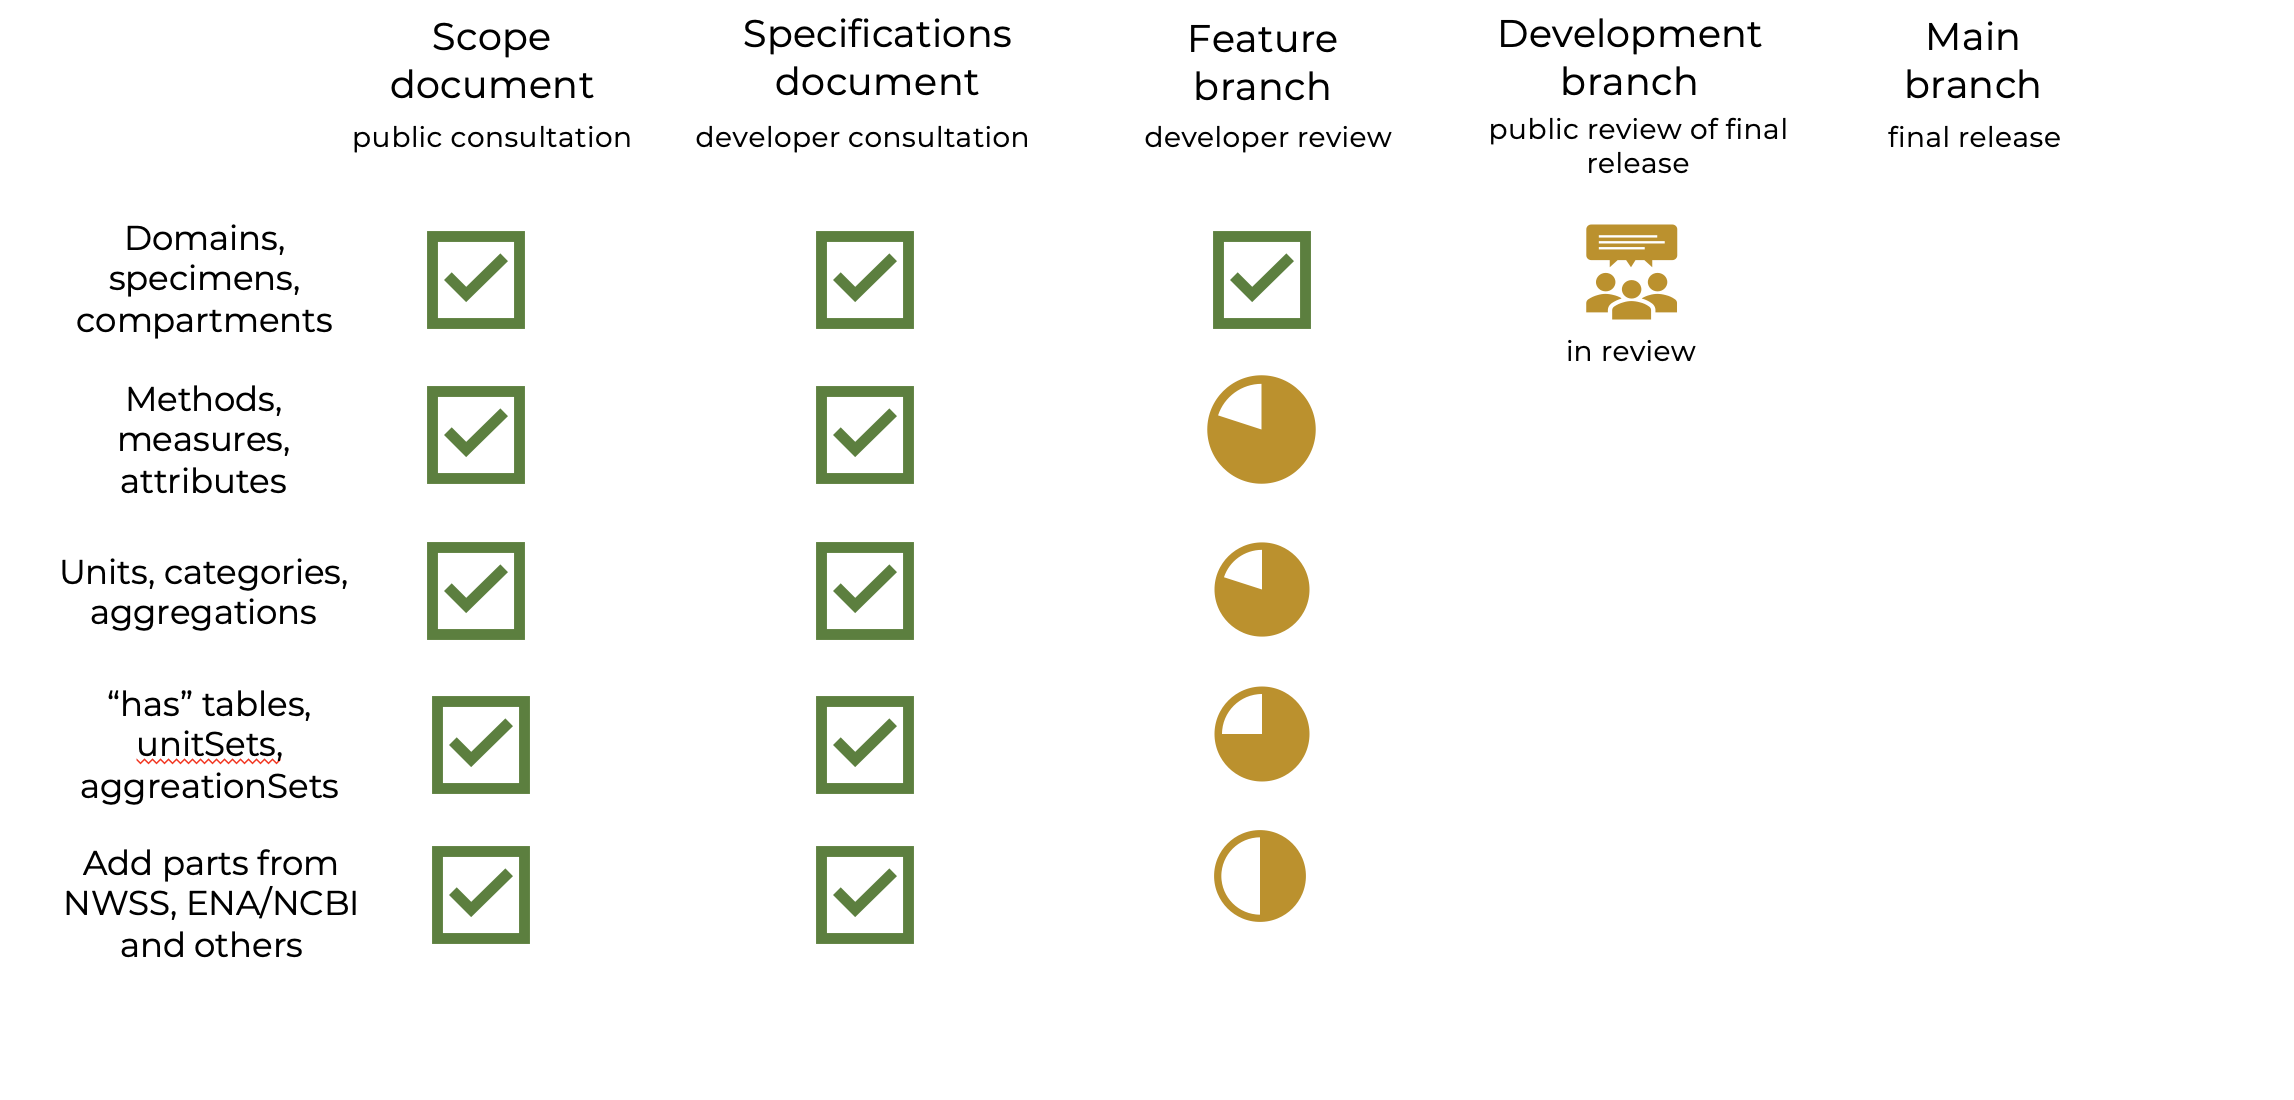 Scope
document
public consultation
Specifications
document
developer consultation
Feature
branch
developer review
Development
branch
public review of final
release
Main
branch
final release
Domains,
specimens,
compartments
in review
Methods,
measures,
attributes
Units, categories,
aggregations
“has” tables,
unitSets,
aggreationSets
Add parts from
NWSS, ENA/NCBI
and others